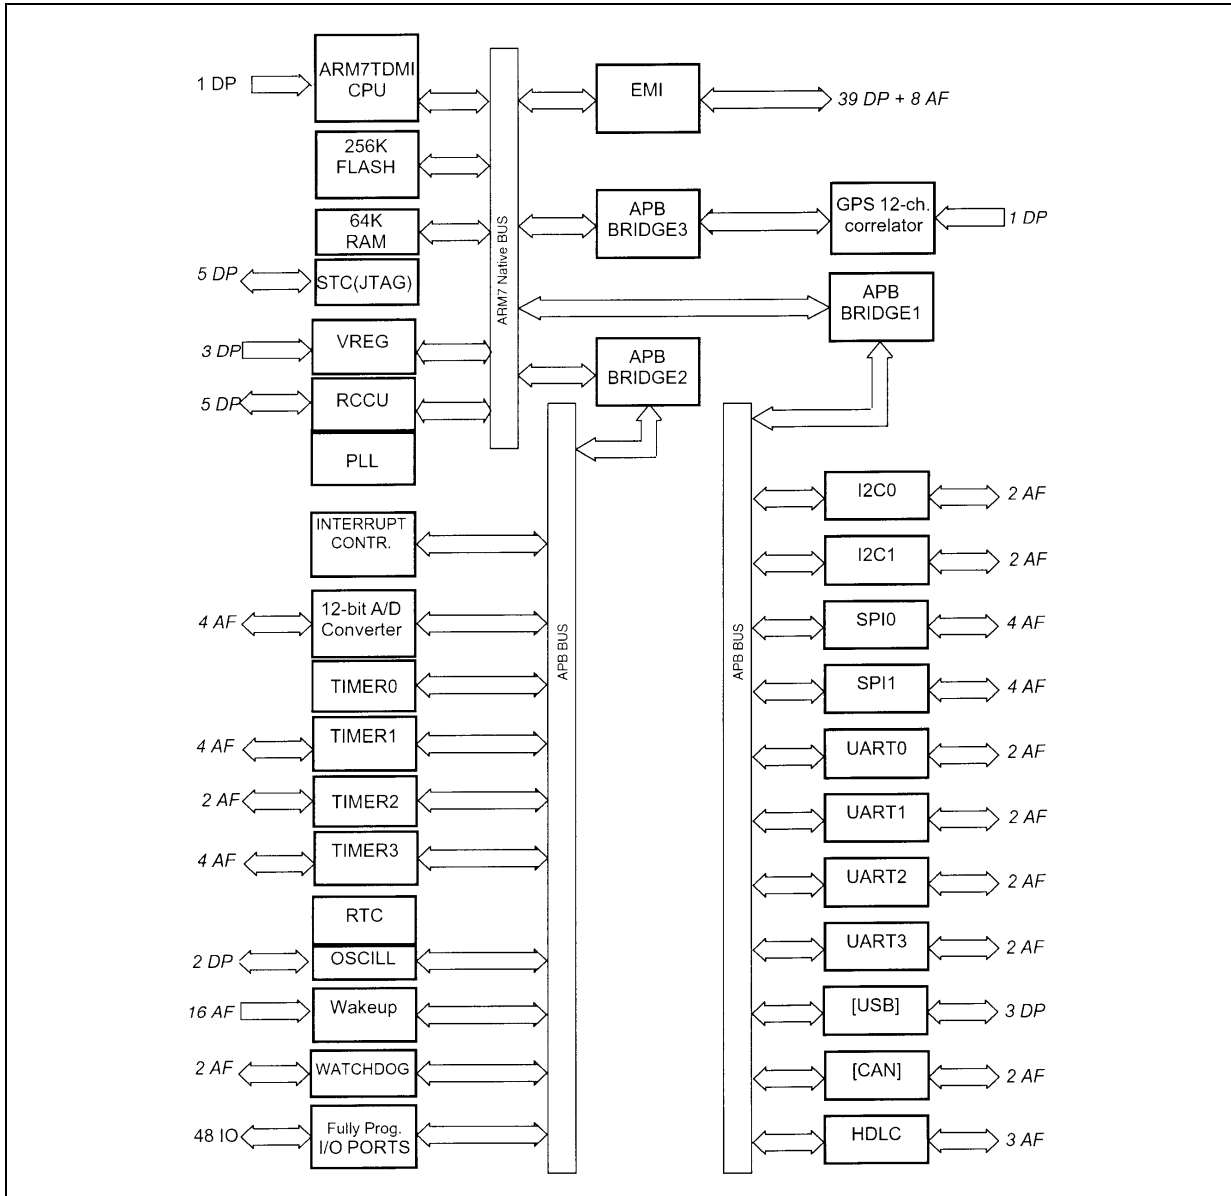 1 DP
ARM7TDMI
CPU
256K
FLASH
64K
RAM
5 DP
STC(JTAG)
3 DP
VREG
5 DP
RCCU
PLL
ARM7 Native BUS
EMI
39 DP + 8 AF
APB
BRIDGE3
GPS 12-ch.
correlator
1 DP
APB
BRIDGE1
APB
BRIDGE2
INTERRUPT
CONTR.
4 AF
12-bit A/D
Converter
TIMER0
4 AF
TIMER1
2 AF
TIMER2
4 AF
TIMER3
RTC
2 DP
OSCILL
16 AF
Wakeup
2 AF
WATCHDOG
48 IO
Fully Prog.
I/O PORTS
APB BUS
APB BUS
I2C0
2 AF
I2C1
2 AF
SPI0
4 AF
SPI1
4 AF
UART0
2 AF
UART1
2 AF
UART2
2 AF
UART3
2 AF
[USB]
3 DP
[CAN]
2 AF
HDLC
3 AF